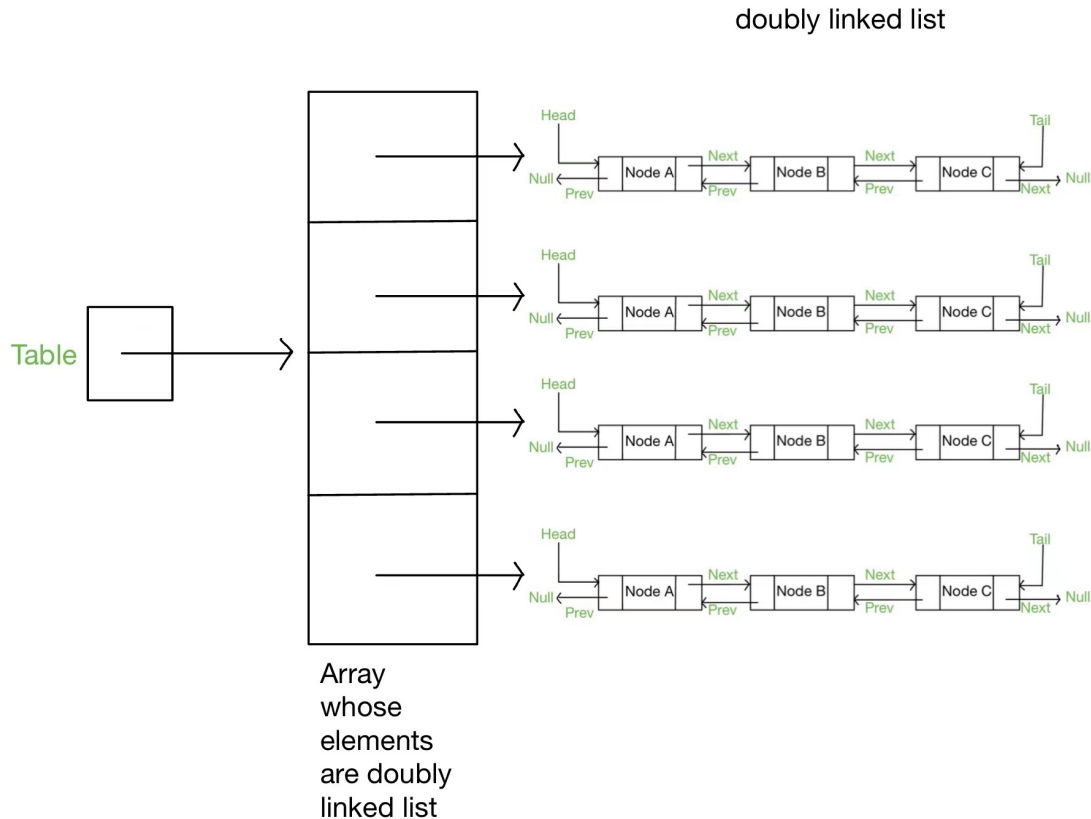 doubly linked list
Head
Tail
Null
Prev
Node A
Next
Prev
Node B
Next
Prev
Node C
Next
Null
Head
Tail
Null
Prev
Node A
Next
Prev
Node B
Next
Prev
Node C
Next
Null
Table
Head
Tail
Null
Prev
Node A
Next
Prev
Node B
Next
Prev
Node C
Next
Null
Head
Tail
Null
Prev
Node A
Next
Prev
Node B
Next
Prev
Node C
Next
Null
Array
whose
elements
are doubly
linked list